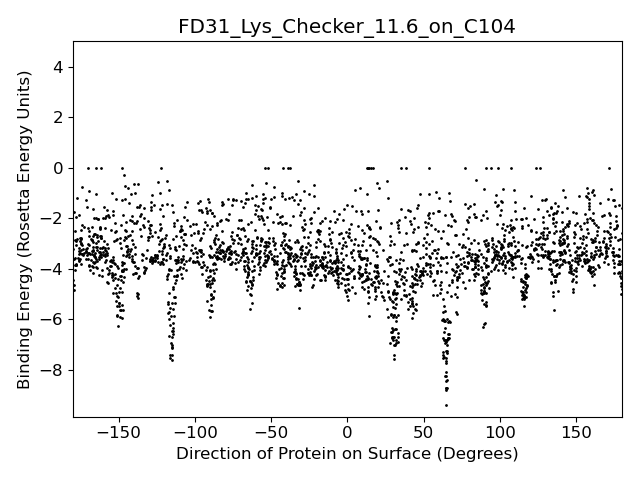 FD31_Lys_Checker_11.6_on_C104
Binding Energy (Rosetta Energy Units)
4
2
0
−2
−4
−6
−8
−150 −100 −50 0 50 100 150
Direction of Protein on Surface (Degrees)